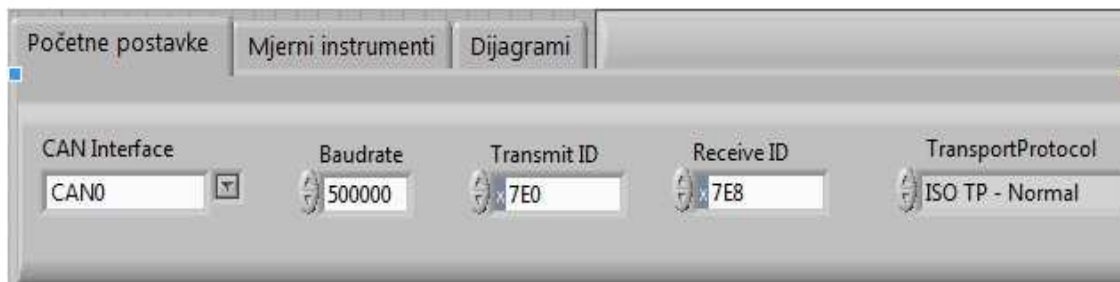 Početne postavke Mjerni instrumenti Dijagrami
CAN Interface Baudrate Transmit ID Receive ID TransportProtocol
CAN0 500000 x 7E0 x 7E8 ISO TP - Normal